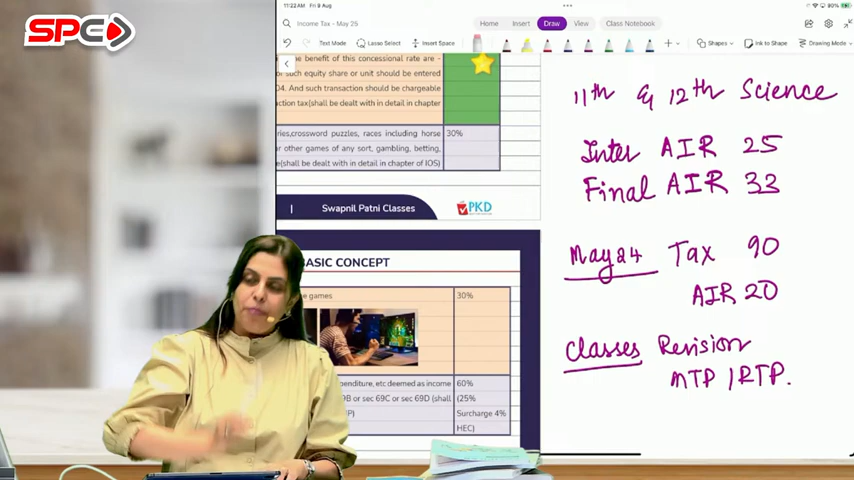 11:22 AM Fri 9 Aug
80%
SPC
Income Tax - May 25
Home Insert Draw View Class Notebook
Text Mode Lasso Select Insert Space
Shapes Ink to Shape Drawing Mode
the benefit of this concessional rate are -
or such equity share or unit should be entered
04. And such transaction should be chargeable
ction tax(shall be dealt with in detail in chapter
ries,crossword puzzles, races including horse 30%
r other games of any sort, gambling, betting,
e(shall be dealt with in detail in chapter of IOS)
Swapnil Patni Classes
PKD
BASIC CONCEPT
e games 30%
penditure, etc deemed as income 60%
9B or sec 69C or sec 69D (shall (25%
Surcharge 4%
HEC)
11th & 12th Science
Inter AIR 25
Final AIR 33
May 24 Tax 90
AIR 20
Classes Revision
MTP / RTP.